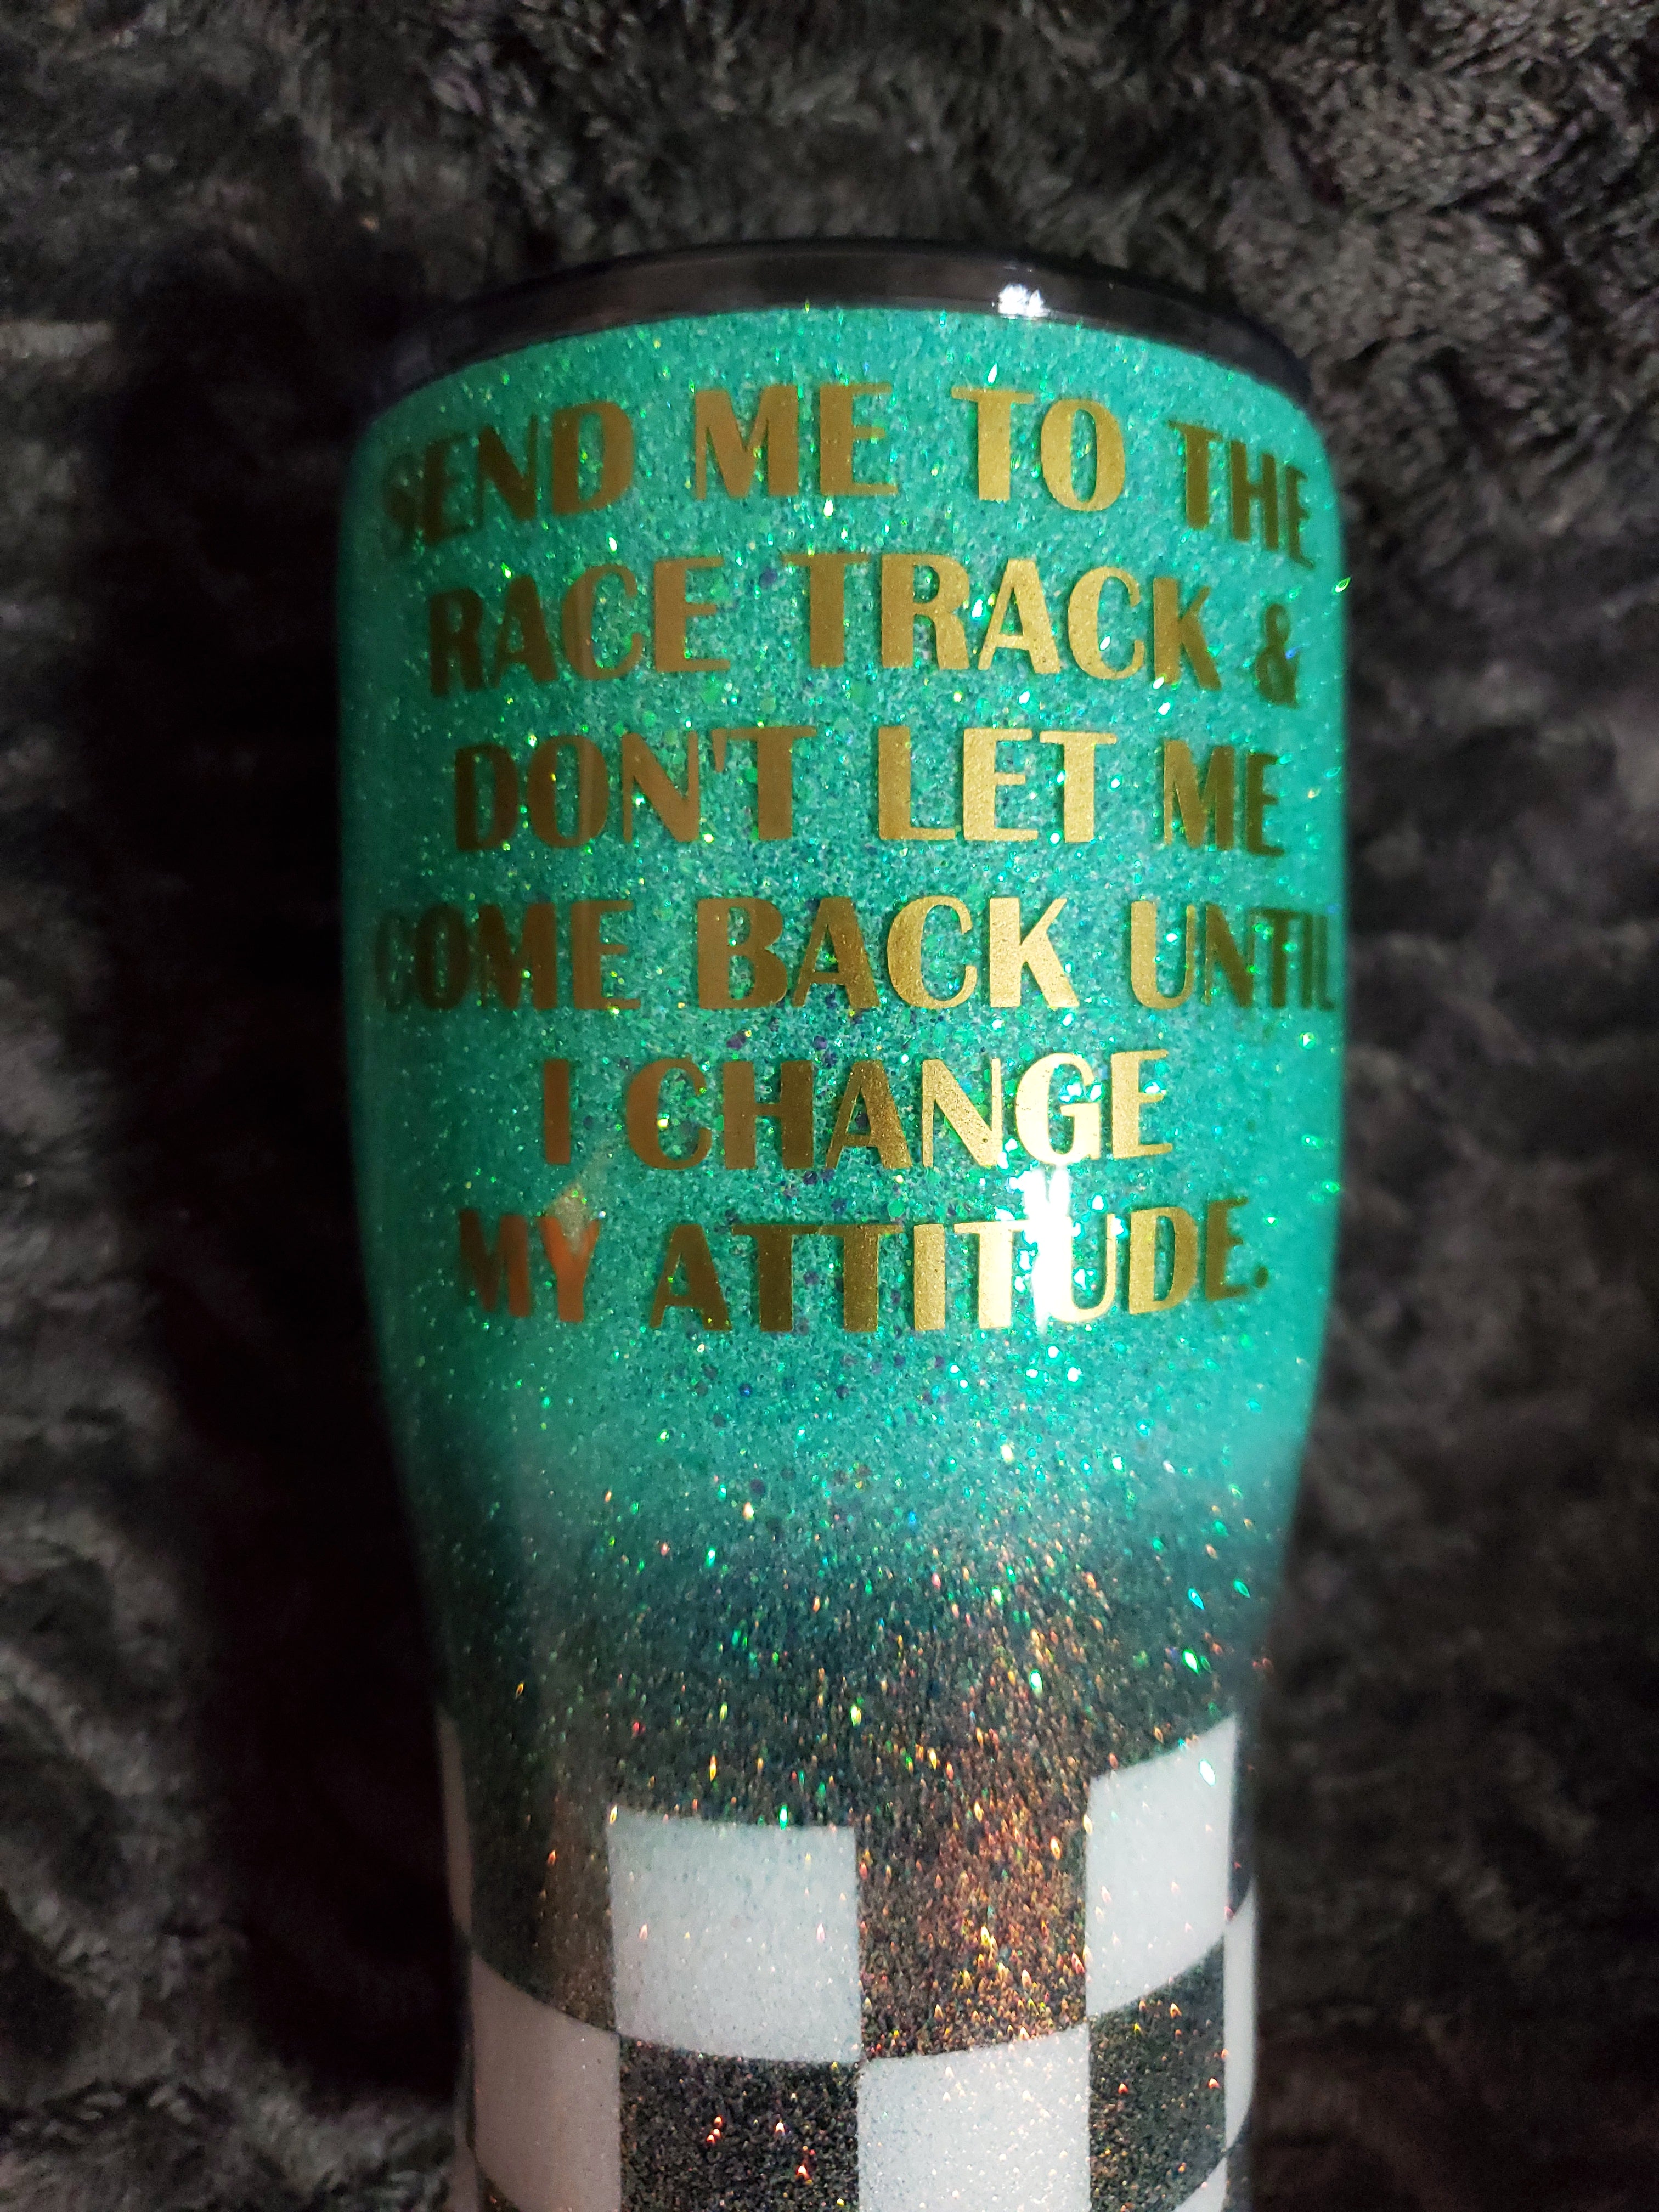 SEND ME TO THE
RACE TRACK &
DON'T LET ME
COME BACK UNTIL
I CHANGE
MY ATTITUDE.